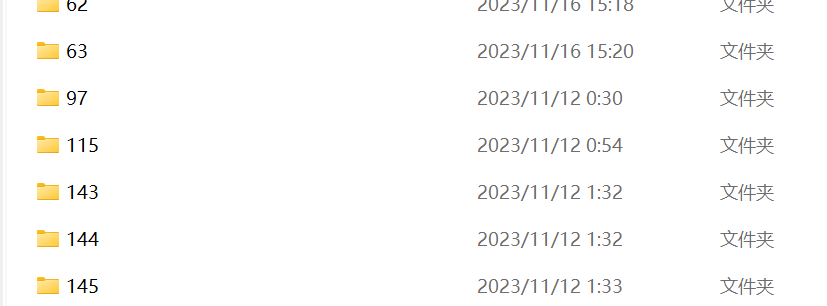 62 2023/11/16 15:18 文件夹
63 2023/11/16 15:20 文件夹
97 2023/11/12 0:30 文件夹
115 2023/11/12 0:54 文件夹
143 2023/11/12 1:32 文件夹
144 2023/11/12 1:32 文件夹
145 2023/11/12 1:33 文件夹